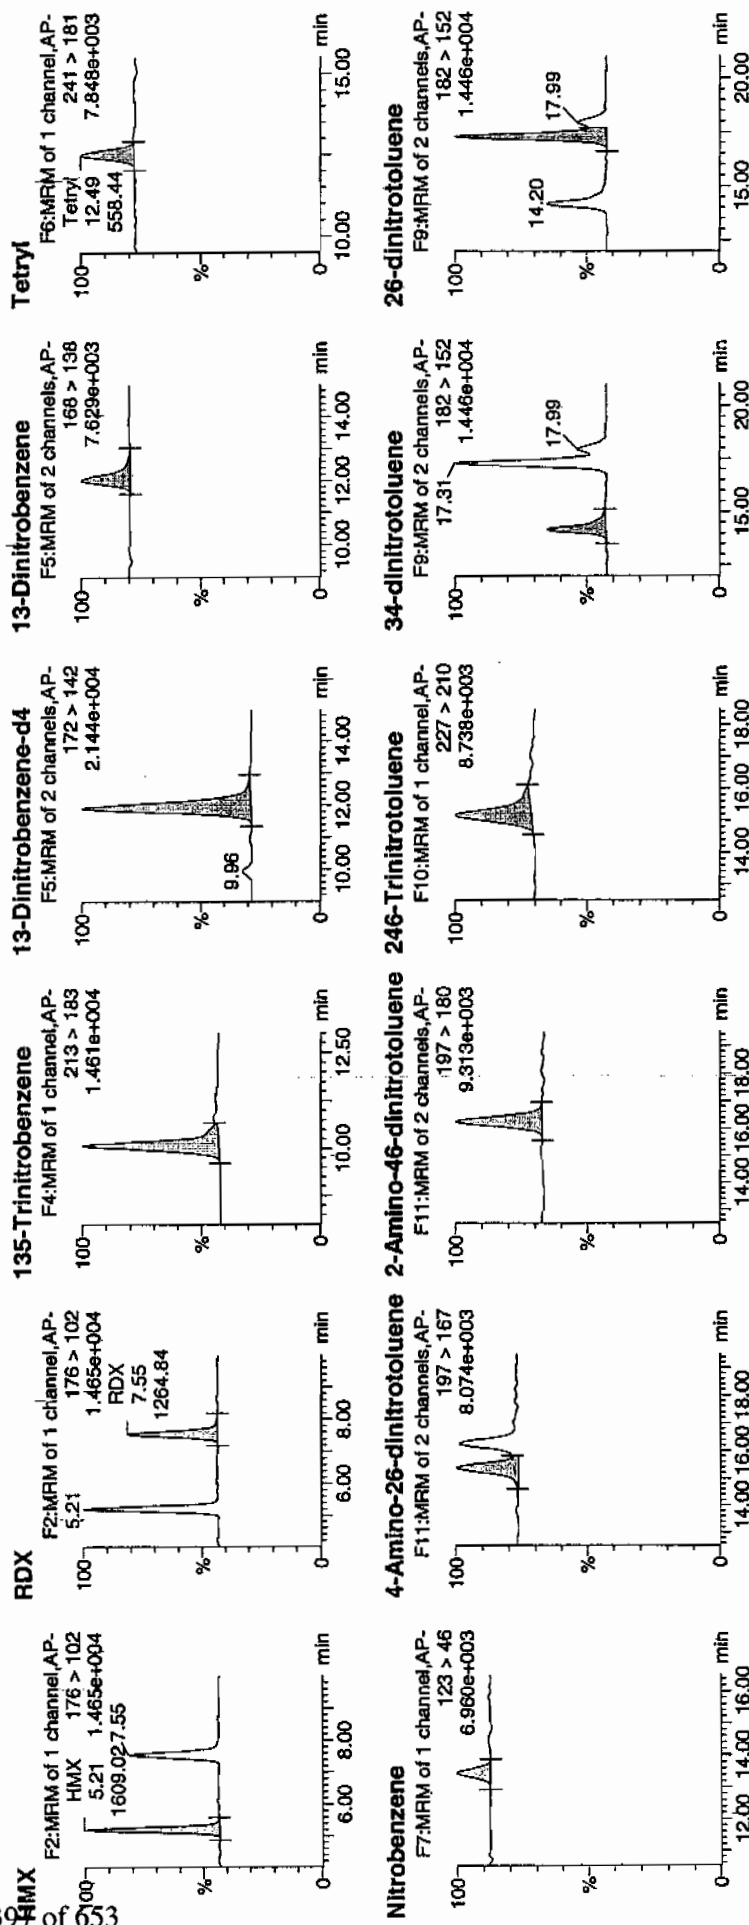 HMX
F2:MRM of 1 channel,AP-
176 > 102
1.465e+004
HMX
5.21
1609.02
7.55
100
%
0
6.00
8.00
min
RDX
F2:MRM of 1 channel,AP-
176 > 102
1.465e+004
5.21
RDX
7.55
1264.84
100
%
0
6.00
8.00
min
135-Trinitrobenzene
F4:MRM of 1 channel,AP-
213 > 183
1.461e+004
100
%
0
10.00
12.50
min
13-Dinitrobenzene-d4
F5:MRM of 2 channels,AP-
172 > 142
2.144e+004
9.96
100
%
0
10.00
12.00
14.00
min
13-Dinitrobenzene
F5:MRM of 2 channels,AP-
168 > 138
7.629e+003
100
%
0
10.00
12.00
14.00
min
Tetryl
F6:MRM of 1 channel,AP-
241 > 181
7.848e+003
Tetryl
12.49
558.44
100
%
0
10.00
15.00
min
Nitrobenzene
F7:MRM of 1 channel,AP-
123 > 46
6.960e+003
100
%
0
12.00
14.00
16.00
min
4-Amino-26-dinitrotoluene
F11:MRM of 2 channels,AP-
197 > 167
8.074e+003
100
%
0
14.00
16.00
18.00
min
2-Amino-46-dinitrotoluene
F11:MRM of 2 channels,AP-
197 > 180
9.313e+003
100
%
0
14.00
16.00
18.00
min
246-Trinitrotoluene
F10:MRM of 1 channel,AP-
227 > 210
8.738e+003
100
%
0
14.00
16.00
18.00
min
34-dinitrotoluene
F9:MRM of 2 channels,AP-
182 > 152
1.446e+004
17.31
17.99
100
%
0
15.00
20.00
min
26-dinitrotoluene
F9:MRM of 2 channels,AP-
182 > 152
1.446e+004
14.20
17.99
100
%
0
15.00
20.00
min
of 653